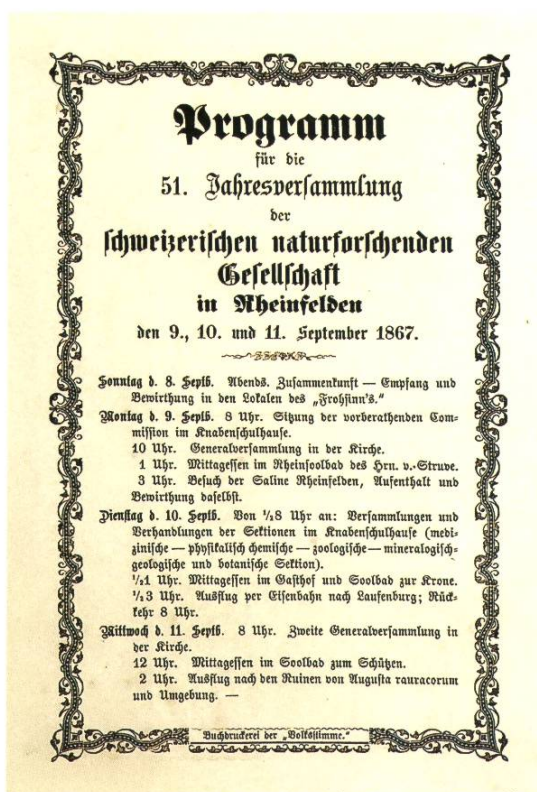 Programm
für die
51. Jahresversammlung
der
schweizerischen naturforschenden
Gesellschaft
in Rheinfelden
den 9., 10. und 11. September 1867.
Sonntag d. 8. Septb. Abends. Zusammenkunft — Empfang und
Bewirthung in den Lokalen des „Frohsinn's.“
Montag d. 9. Septb. 8 Uhr. Sitzung der vorberathenden Com-
mission im Knabenschulhause.
10 Uhr. Generalversammlung in der Kirche.
1 Uhr. Mittagessen im Rheinsoolbad des Hrn. v. Struve.
3 Uhr. Besuch der Saline Rheinfelden, Aufenthalt und
Bewirthung daselbst.
Dienstag d. 10. Septb. Von ½8 Uhr an: Versammlungen und
Verhandlungen der Sektionen im Knabenschulhause (medi-
zinische — physikalisch chemische — zoologische — mineralogisch-
geologische und botanische Sektion).
½1 Uhr. Mittagessen im Gasthof und Soolbad zur Krone.
½3 Uhr. Ausflug per Eisenbahn nach Laufenburg; Rück-
kehr 8 Uhr.
Mittwoch d. 11. Septb. 8 Uhr. Zweite Generalversammlung in
der Kirche.
12 Uhr. Mittagessen im Soolbad zum Schützen.
2 Uhr. Ausflug nach den Ruinen von Augusta rauracorum
und Umgebung. —
Buchdruckerei der „Volksstimme.“